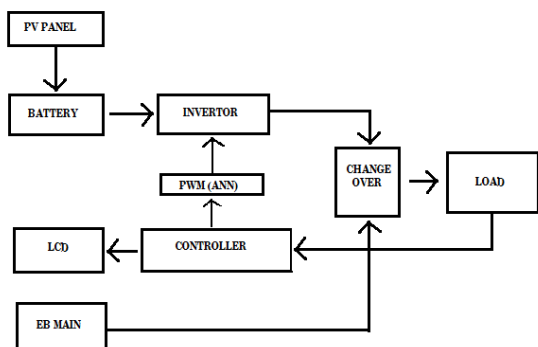 PV PANEL
BATTERY
INVERTOR
CHANGE
OVER
LOAD
PWM (ANN)
LCD
CONTROLLER
EB MAIN